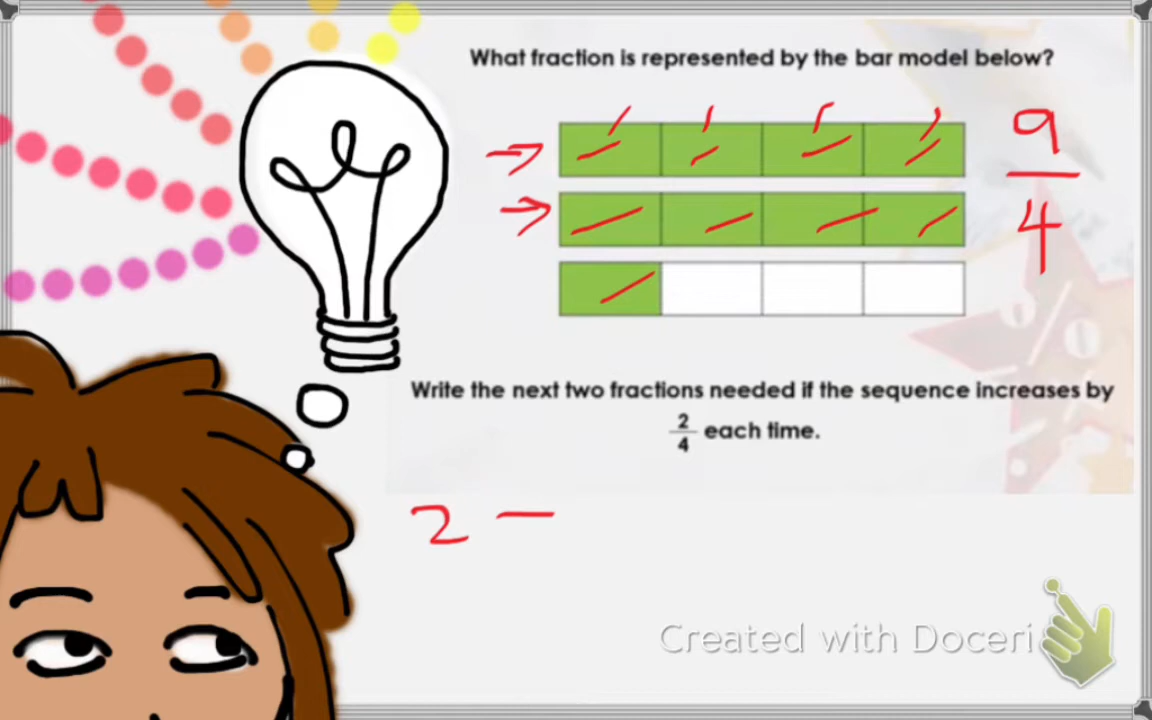 What fraction is represented by the bar model below?
9
4
Write the next two fractions needed if the sequence increases by
2
4 each time.
2 —
Created with Doceri